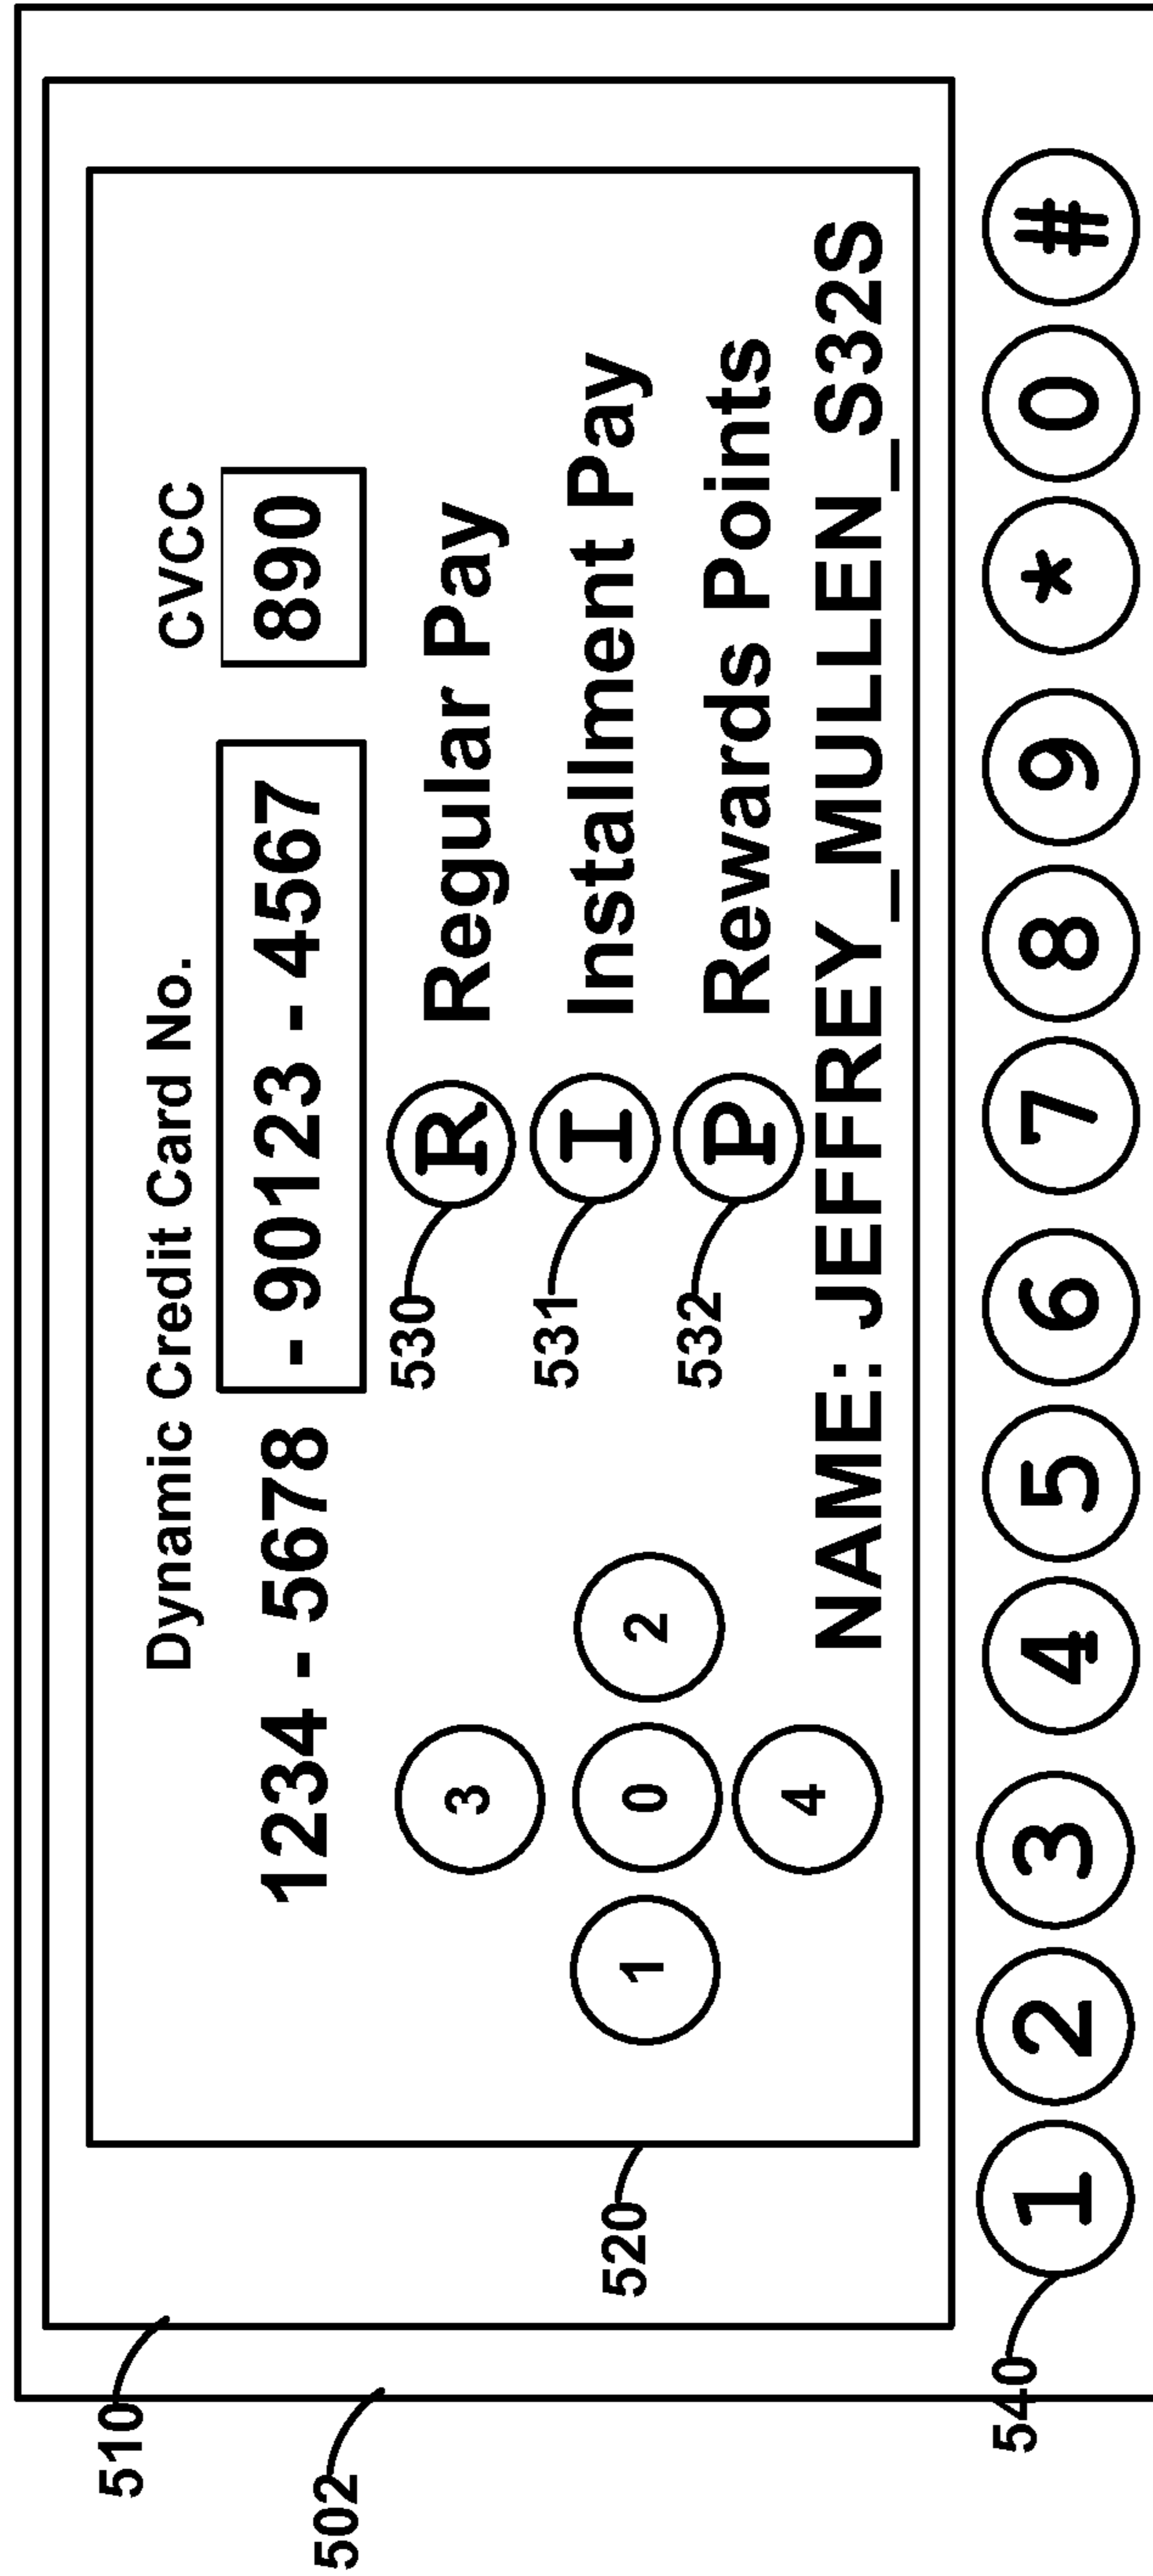 Dynamic Credit Card No.
CVCC
1234 - 5678 - 90123 - 4567
890
530
R Regular Pay
3
531
I Installment Pay
1 0 2
532
P Rewards Points
4
NAME: JEFFREY_MULLEN_S32S
510
502
520
540
1 2 3 4 5 6 7 8 9 * 0 #